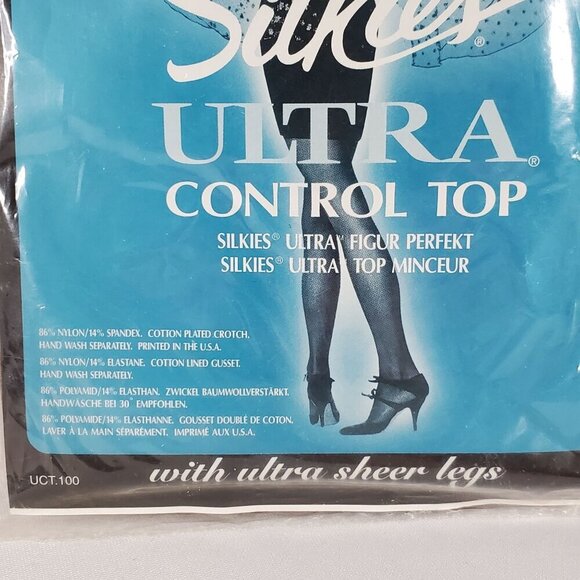 Silkies®
ULTRA®
CONTROL TOP
SILKIES® ULTRA™ FIGUR PERFEKT
SILKIES® ULTRA™ TOP MINCEUR
86% NYLON/14% SPANDEX. COTTON PLATED CROTCH.
HAND WASH SEPARATELY. PRINTED IN THE U.S.A.
86% NYLON/14% ELASTANE. COTTON LINED GUSSET.
HAND WASH SEPARATELY.
86% POLYAMID/14% ELASTHAN. ZWICKEL BAUMWOLLVERSTÄRKT.
HANDWÄSCHE BEI 30° EMPFOHLEN.
86% POLYAMIDE/14% ELASTHANNE. GOUSSET DOUBLÉ DE COTON.
LAVER À LA MAIN SÉPARÉMENT. IMPRIMÉ AUX U.S.A.
with ultra sheer legs
UCT.100